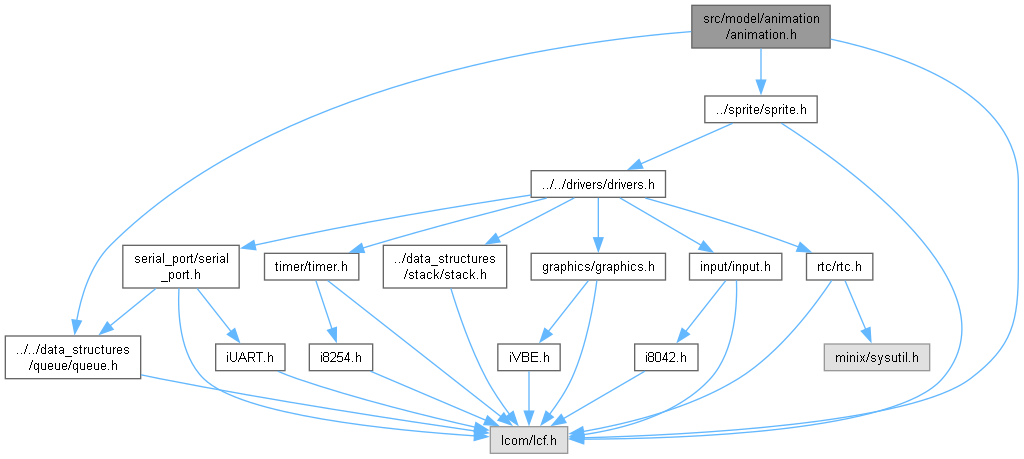 src/model/animation
/animation.h
../sprite/sprite.h
../../drivers/drivers.h
serial_port/serial
_port.h
timer/timer.h
../data_structures
/stack/stack.h
graphics/graphics.h
input/input.h
rtc/rtc.h
../../data_structures
/queue/queue.h
iUART.h
i8254.h
iVBE.h
i8042.h
minix/sysutil.h
lcom/lcf.h